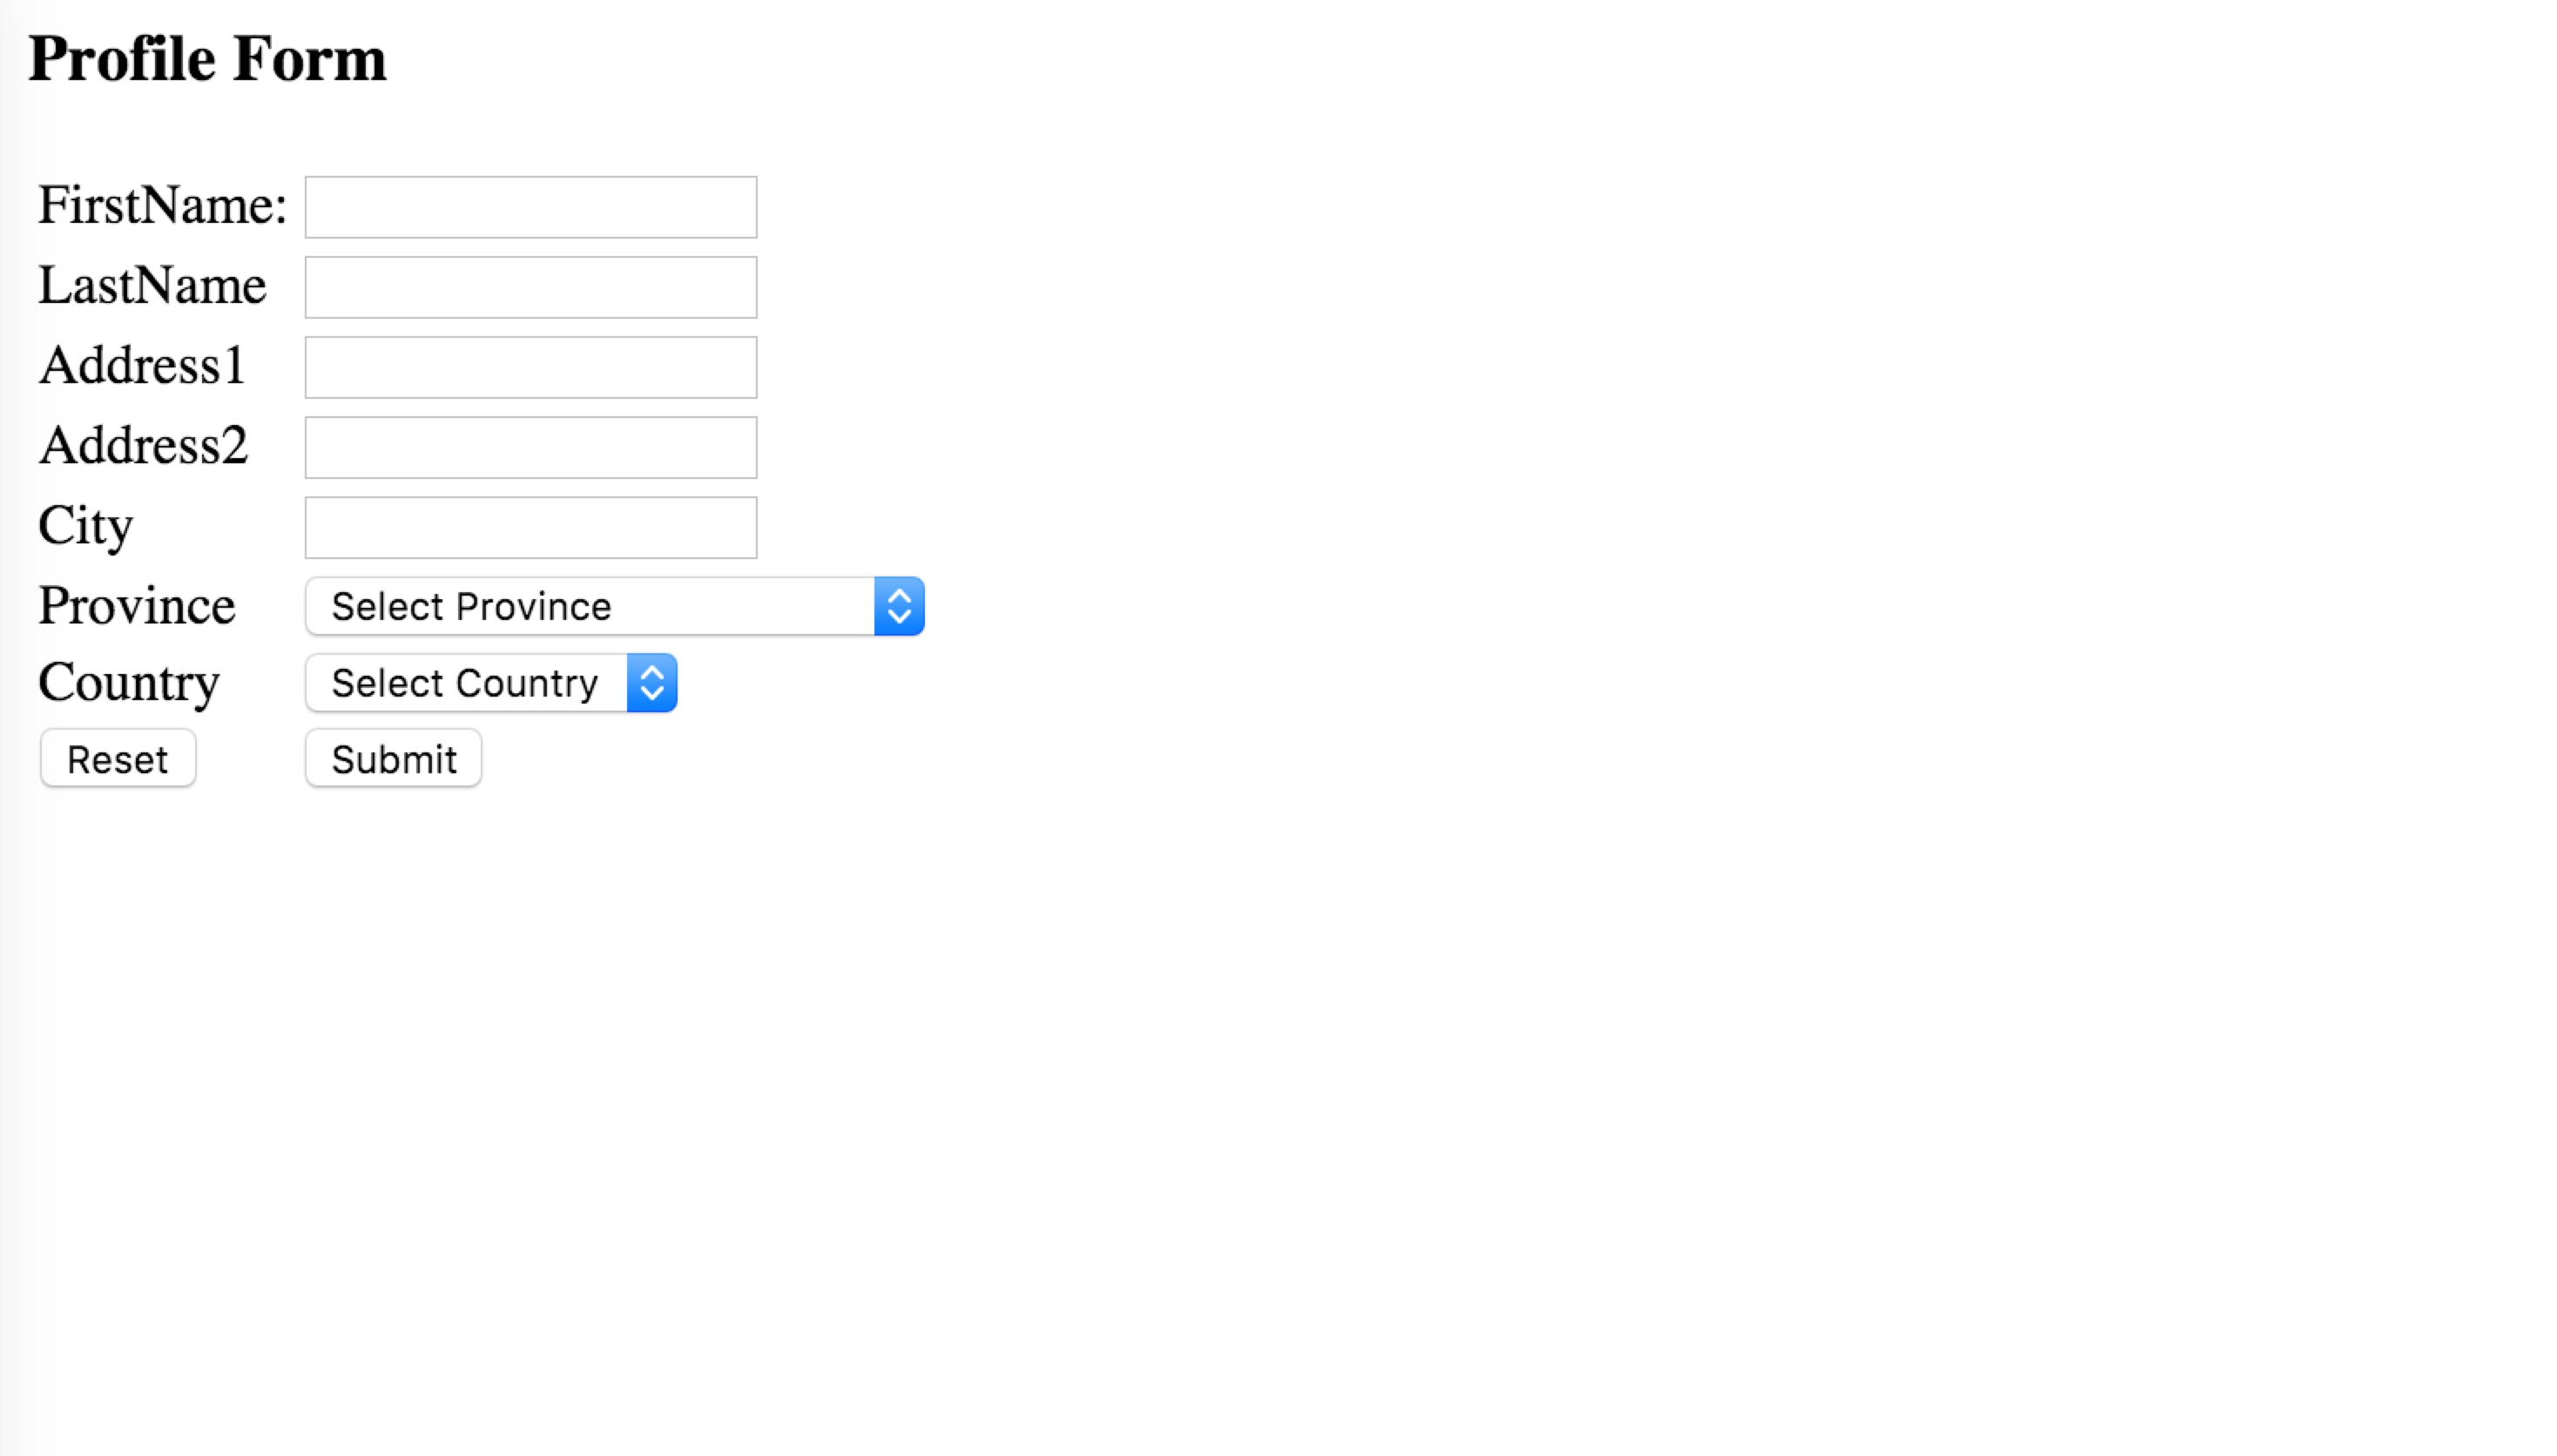 Profile Form
FirstName:
LastName
Address1
Address2
City
Province Select Province
Country Select Country
Reset Submit